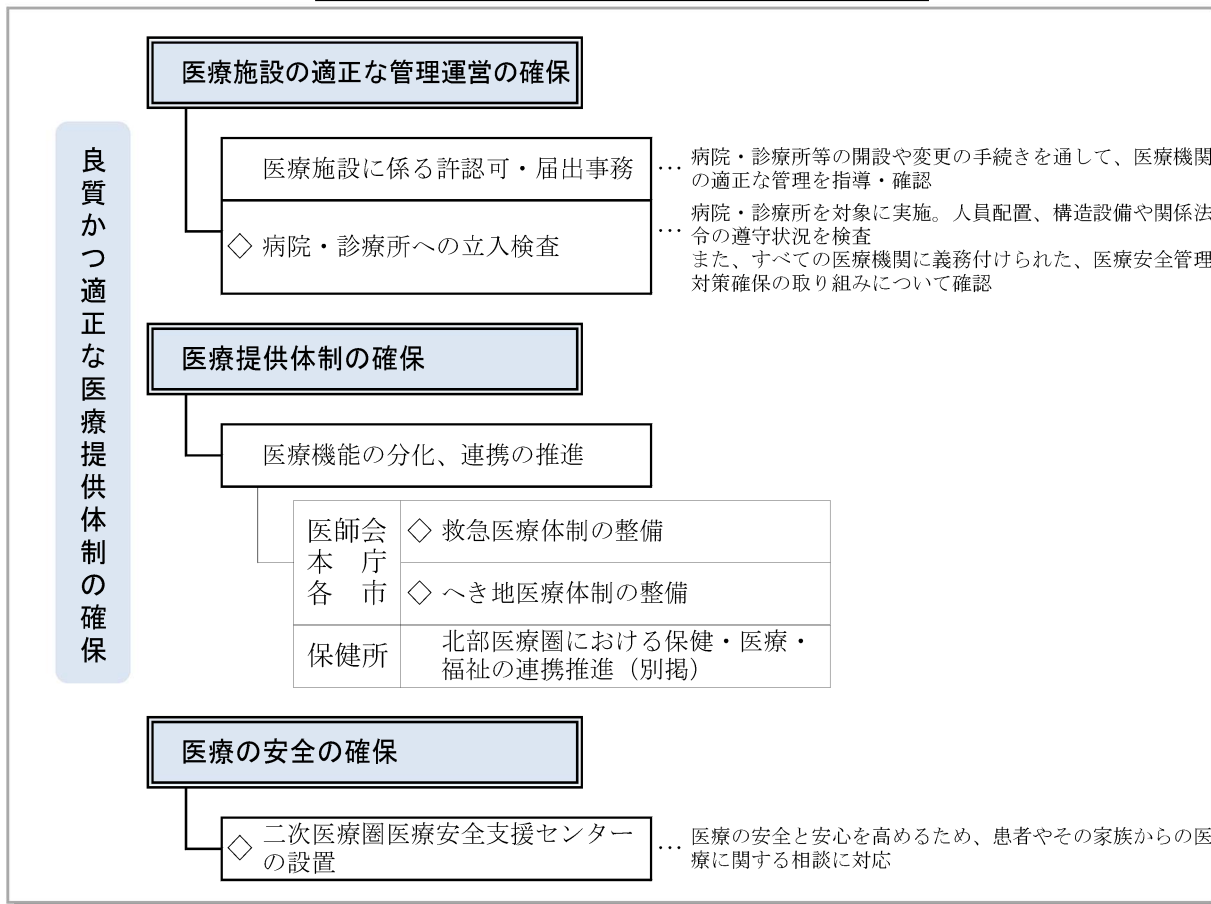 良質かつ適正な医療提供体制の確保
医療施設の適正な管理運営の確保
医療施設に係る許認可・届出事務
… 病院・診療所等の開設や変更の手続きを通して、医療機関
の適正な管理を指導・確認
◇ 病院・診療所への立入検査
… 病院・診療所を対象に実施。人員配置、構造設備や関係法
令の遵守状況を検査
また、すべての医療機関に義務付けられた、医療安全管理
対策確保の取り組みについて確認
医療提供体制の確保
医療機能の分化、連携の推進
医師会
本 庁
各 市
◇ 救急医療体制の整備
◇ へき地医療体制の整備
保健所
北部医療圏における保健・医療・
福祉の連携推進（別掲）
医療の安全の確保
◇ 二次医療圏医療安全支援センター
の設置
… 医療の安全と安心を高めるため、患者やその家族からの医
療に関する相談に対応